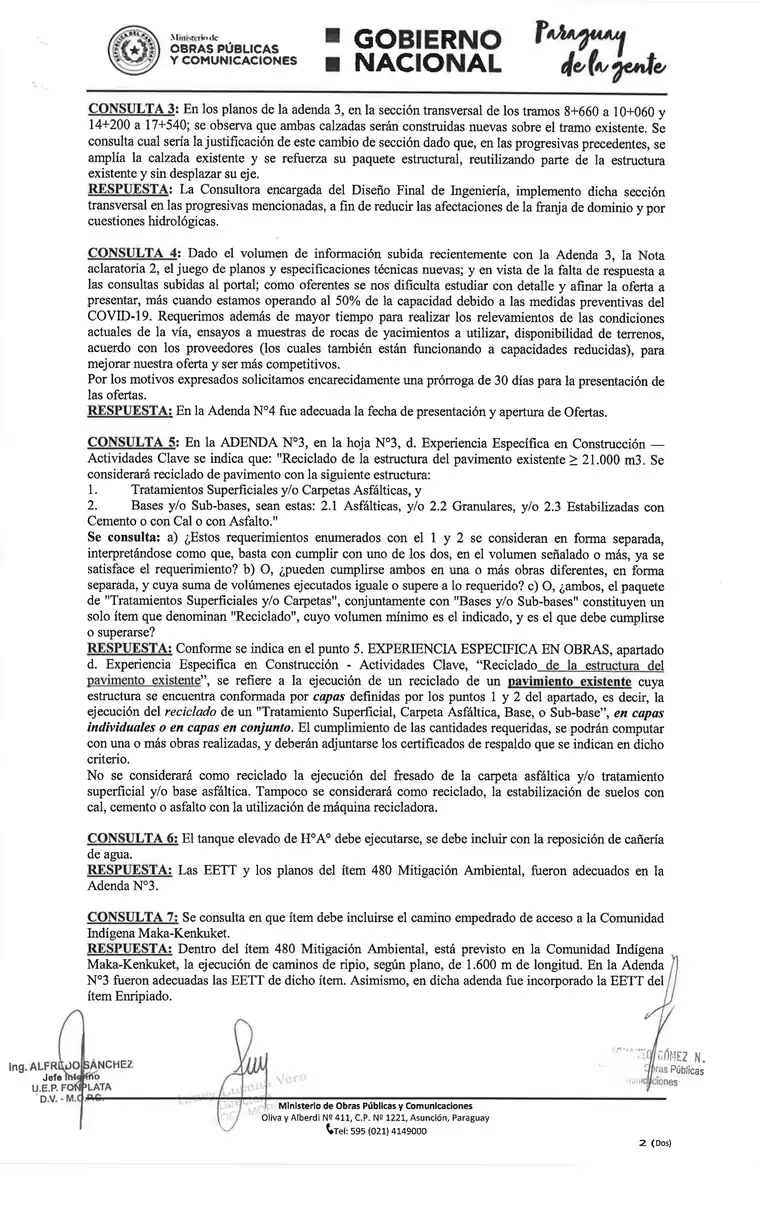 Ministerio de
OBRAS PÚBLICAS
Y COMUNICACIONES
GOBIERNO
NACIONAL
Paraguay
de la gente
CONSULTA 3: En los planos de la adenda 3, en la sección transversal de los tramos 8+660 a 10+060 y
14+200 a 17+540; se observa que ambas calzadas serán construidas nuevas sobre el tramo existente. Se
consulta cual sería la justificación de este cambio de sección dado que, en las progresivas precedentes, se
amplía la calzada existente y se refuerza su paquete estructural, reutilizando parte de la estructura
existente y sin desplazar su eje.
RESPUESTA: La Consultora encargada del Diseño Final de Ingeniería, implemento dicha sección
transversal en las progresivas mencionadas, a fin de reducir las afectaciones de la franja de dominio y por
cuestiones hidrológicas.
CONSULTA 4: Dado el volumen de información subida recientemente con la Adenda 3, la Nota
aclaratoria 2, el juego de planos y especificaciones técnicas nuevas; y en vista de la falta de respuesta a
las consultas subidas al portal; como oferentes se nos dificulta estudiar con detalle y afinar la oferta a
presentar, más cuando estamos operando al 50% de la capacidad debido a las medidas preventivas del
COVID-19. Requerimos además de mayor tiempo para realizar los relevamientos de las condiciones
actuales de la vía, ensayos a muestras de rocas de yacimientos a utilizar, disponibilidad de terrenos,
acuerdo con los proveedores (los cuales también están funcionando a capacidades reducidas), para
mejorar nuestra oferta y ser más competitivos.
Por los motivos expresados solicitamos encarecidamente una prórroga de 30 días para la presentación de
las ofertas.
RESPUESTA: En la Adenda N°4 fue adecuada la fecha de presentación y apertura de Ofertas.
CONSULTA 5: En la ADENDA N°3, en la hoja N°3, d. Experiencia Específica en Construcción —
Actividades Clave se indica que: "Reciclado de la estructura del pavimento existente ≥ 21.000 m3. Se
considerará reciclado de pavimento con la siguiente estructura:
1. Tratamientos Superficiales y/o Carpetas Asfálticas, y
2. Bases y/o Sub-bases, sean estas: 2.1 Asfálticas, y/o 2.2 Granulares, y/o 2.3 Estabilizadas con
Cemento o con Cal o con Asfalto."
Se consulta: a) ¿Estos requerimientos enumerados con el 1 y 2 se consideran en forma separada,
interpretándose como que, basta con cumplir con uno de los dos, en el volumen señalado o más, ya se
satisface el requerimiento? b) O, ¿pueden cumplirse ambos en una o más obras diferentes, en forma
separada, y cuya suma de volúmenes ejecutados iguale o supere a lo requerido? c) O, ¿ambos, el paquete
de "Tratamientos Superficiales y/o Carpetas", conjuntamente con "Bases y/o Sub-bases" constituyen un
solo ítem que denominan "Reciclado", cuyo volumen mínimo es el indicado, y es el que debe cumplirse
o superarse?
RESPUESTA: Conforme se indica en el punto 5. EXPERIENCIA ESPECIFICA EN OBRAS, apartado
d. Experiencia Especifica en Construcción - Actividades Clave, “Reciclado de la estructura del
pavimento existente”, se refiere a la ejecución de un reciclado de un pavimiento existente cuya
estructura se encuentra conformada por capas definidas por los puntos 1 y 2 del apartado, es decir, la
ejecución del reciclado de un "Tratamiento Superficial, Carpeta Asfáltica, Base, o Sub-base”, en capas
individuales o en capas en conjunto. El cumplimiento de las cantidades requeridas, se podrán computar
con una o más obras realizadas, y deberán adjuntarse los certificados de respaldo que se indican en dicho
criterio.
No se considerará como reciclado la ejecución del fresado de la carpeta asfáltica y/o tratamiento
superficial y/o base asfáltica. Tampoco se considerará como reciclado, la estabilización de suelos con
cal, cemento o asfalto con la utilización de máquina recicladora.
CONSULTA 6: El tanque elevado de H°A° debe ejecutarse, se debe incluir con la reposición de cañería
de agua.
RESPUESTA: Las EETT y los planos del ítem 480 Mitigación Ambiental, fueron adecuados en la
Adenda N°3.
CONSULTA 7: Se consulta en que ítem debe incluirse el camino empedrado de acceso a la Comunidad
Indígena Maka-Kenkuket.
RESPUESTA: Dentro del ítem 480 Mitigación Ambiental, está previsto en la Comunidad Indígena
Maka-Kenkuket, la ejecución de caminos de ripio, según plano, de 1.600 m de longitud. En la Adenda
N°3 fueron adecuadas las EETT de dicho ítem. Asimismo, en dicha adenda fue incorporado la EETT del
ítem Enripiado.
Ing. ALFREDO SÁNCHEZ
Jefe Interino
U.E.P. FONPLATA
D.V. - M.O.P.C.
Vera
GÓMEZ N.
Obras Públicas
Ministerio de Obras Públicas y Comunicaciones
Oliva y Alberdi Nº 411, C.P. Nº 1221, Asunción, Paraguay
Tel: 595 (021) 4149000
2 (Dos)